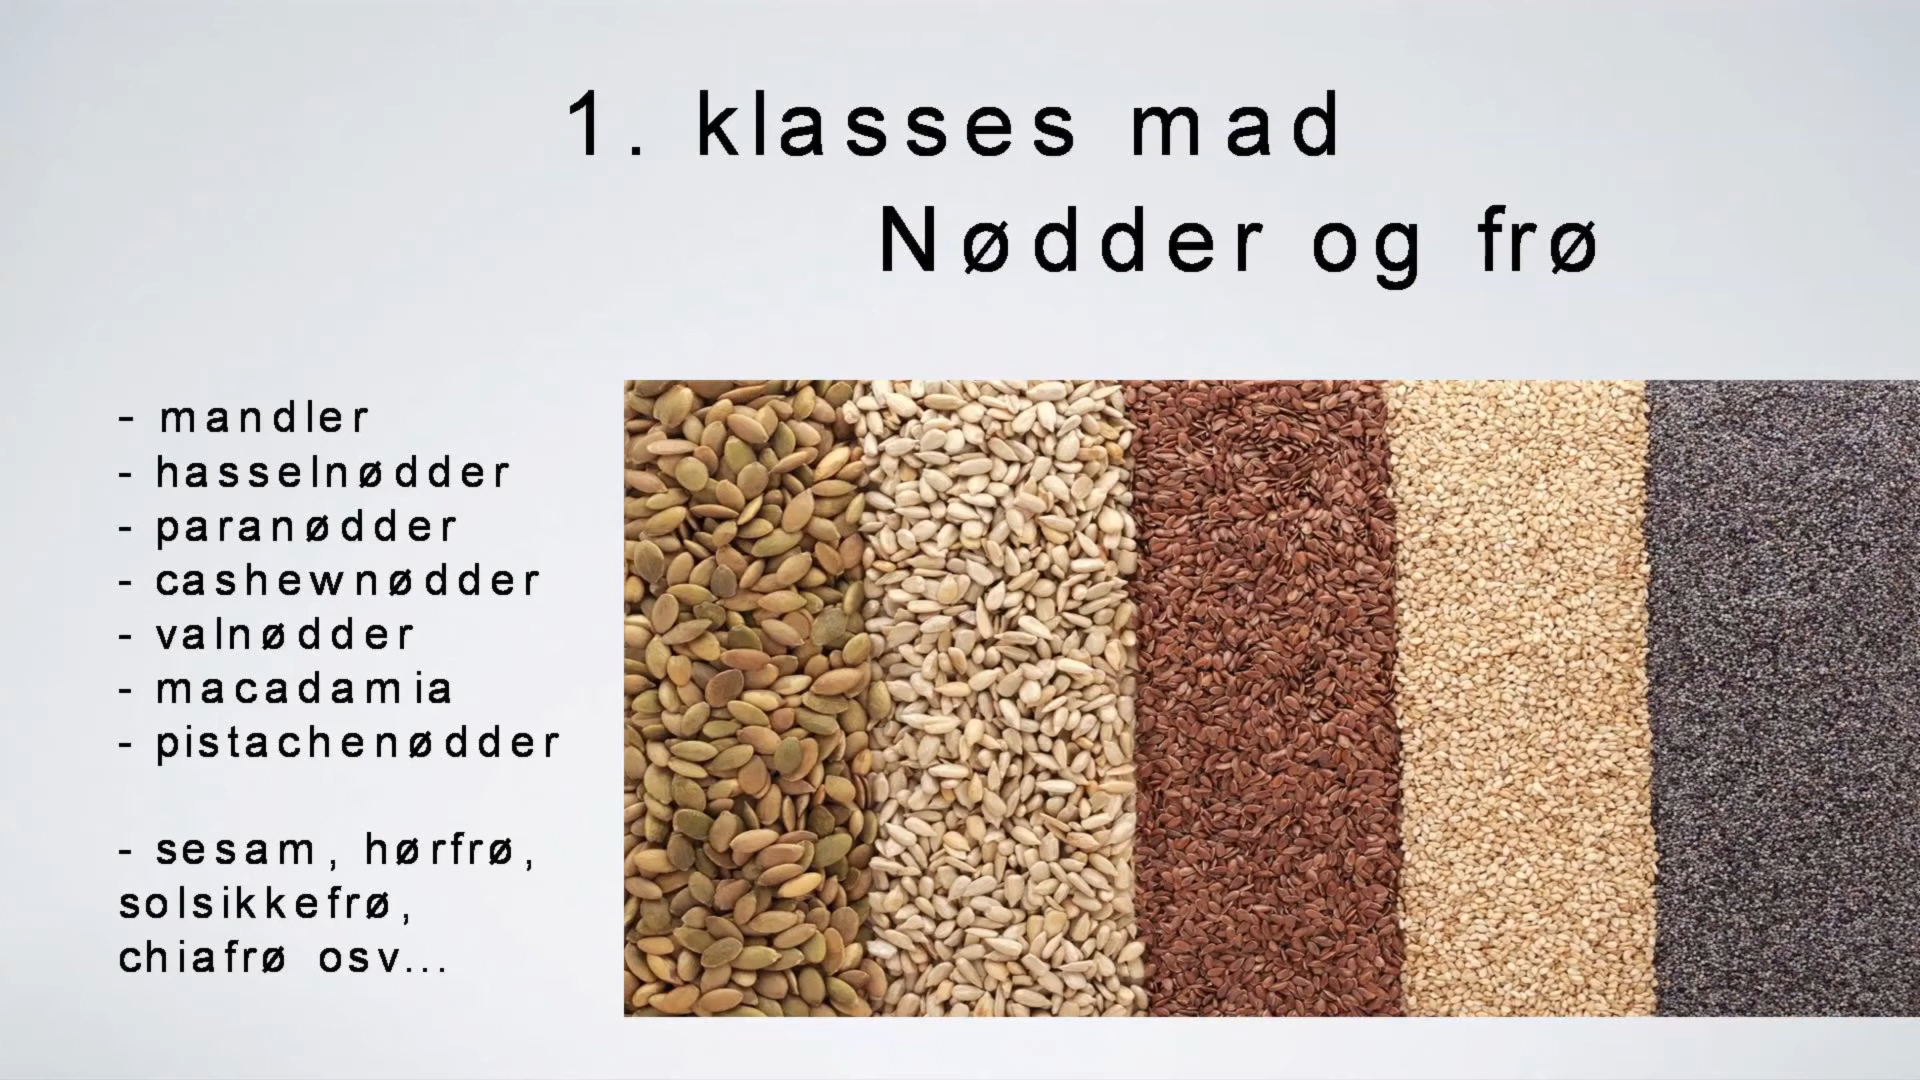 1. klasses mad
Nødder og frø
- mandler
- hasselnødder
- paranødder
- cashewnødder
- valnødder
- macadamia
- pistachenødder
- sesam, hørfrø,
solsikkefrø,
chiafrø osv...